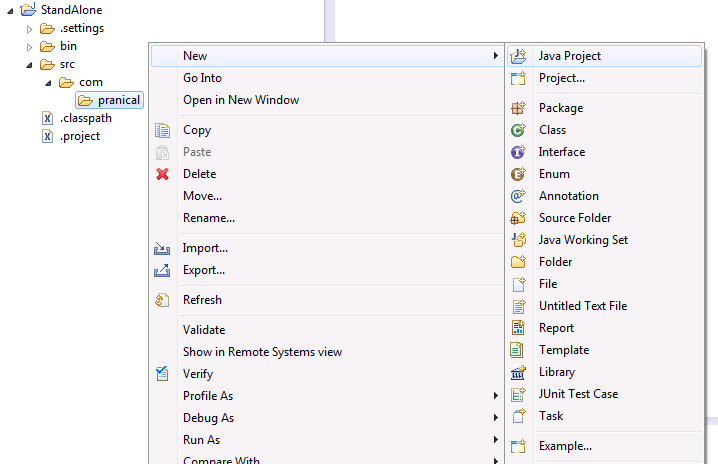 StandAlone
.settings
bin
src
com
pranical
.classpath
.project
New
Go Into
Open in New Window
Copy
Paste
Delete
Move...
Rename...
Import...
Export...
Refresh
Validate
Show in Remote Systems view
Verify
Profile As
Debug As
Run As
Compare With
Java Project
Project...
Package
Class
Interface
Enum
Annotation
Source Folder
Java Working Set
Folder
File
Untitled Text File
Report
Template
Library
JUnit Test Case
Task
Example...